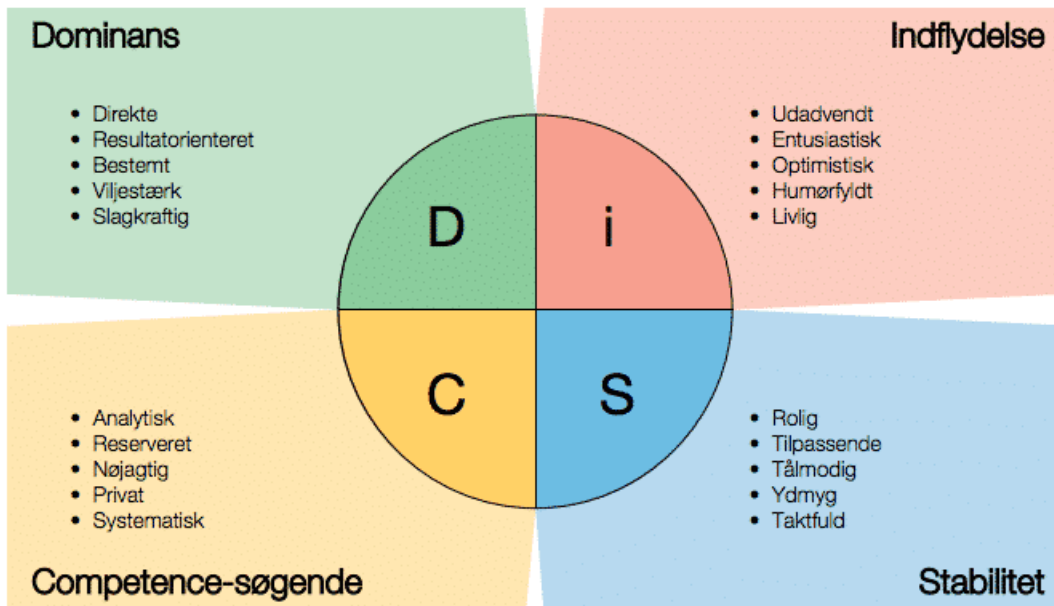 Dominans
• Direkte
• Resultatorienteret
• Bestemt
• Viljestærk
• Slagkraftig
Indflydelse
• Udadvendt
• Entusiastisk
• Optimistisk
• Humørfyldt
• Livlig
D
i
C
S
• Analytisk
• Reserveret
• Nøjagtig
• Privat
• Systematisk
Competence-søgende
• Rolig
• Tilpassende
• Tålmodig
• Ydmyg
• Taktfuld
Stabilitet